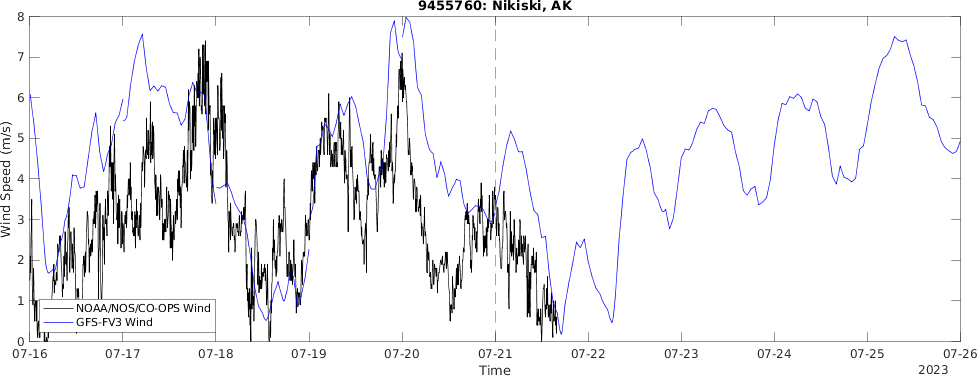 9455760: Nikiski, AK
8
7
6
5
4
3
2
1
0
Wind Speed (m/s)
NOAA/NOS/CO-OPS Wind
GFS-FV3 Wind
07-16 07-17 07-18 07-19 07-20 07-21 07-22 07-23 07-24 07-25 07-26
Time
2023